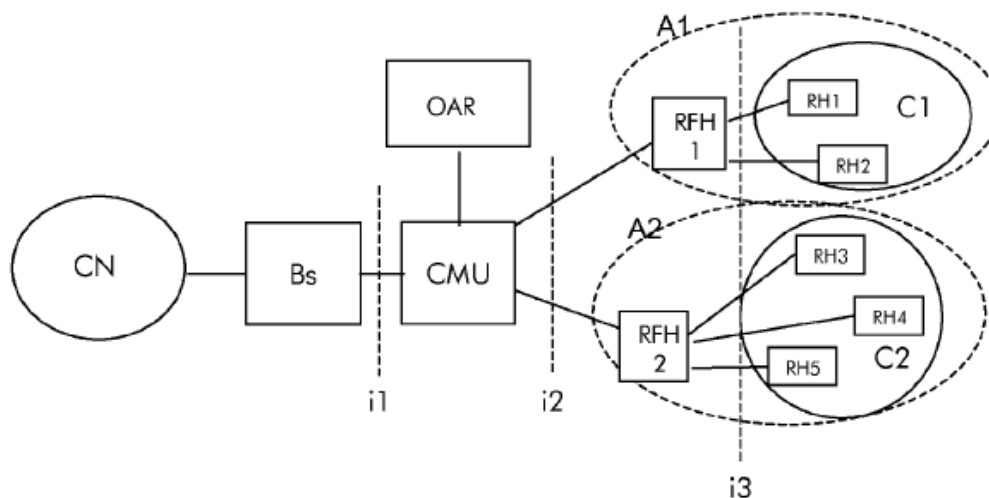 A1
OAR
RFH
1
RH1
C1
RH2
CN
Bs
CMU
A2
RH3
RFH
2
RH4
RH5
C2
i1
i2
i3